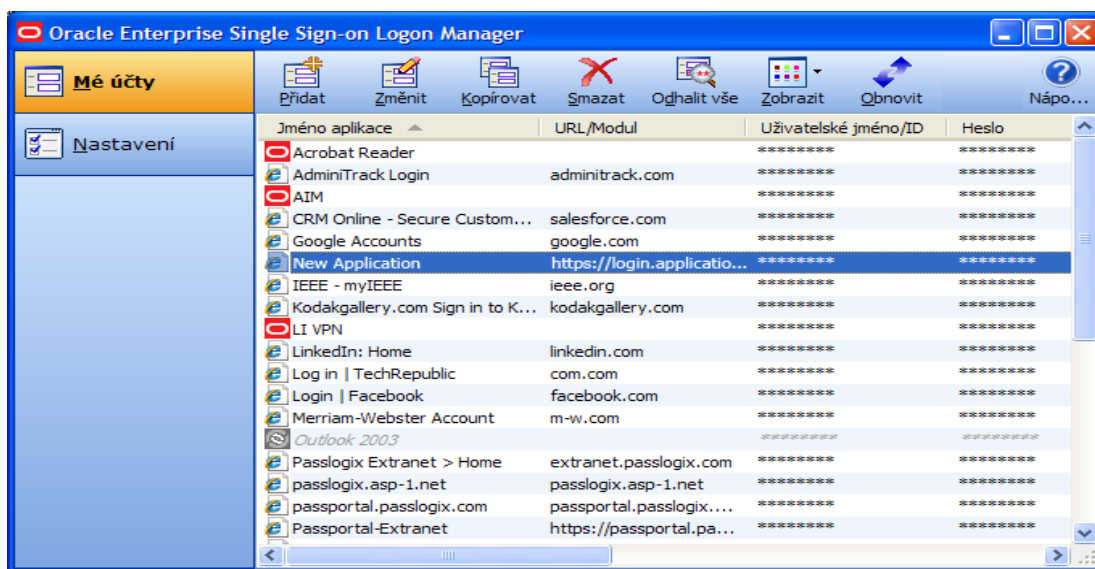 Oracle Enterprise Single Sign-on Logon Manager
Mé účty
Nastavení
Přidat Změnit Kopírovat Smazat Odhalit vše Zobrazit Obnovit Nápo...
Jméno aplikace URL/Modul Uživatelské jméno/ID Heslo
Acrobat Reader ******** ********
AdminiTrack Login adminitrack.com ******** ********
AIM ******** ********
CRM Online - Secure Custom... salesforce.com ******** ********
Google Accounts google.com ******** ********
New Application https://login.applicatio... ******** ********
IEEE - myIEEE ieee.org ******** ********
Kodakgallery.com Sign in to K... kodakgallery.com ******** ********
LI VPN ******** ********
LinkedIn: Home linkedin.com ******** ********
Log in | TechRepublic com.com ******** ********
Login | Facebook facebook.com ******** ********
Merriam-Webster Account m-w.com ******** ********
Outlook 2003 ******** ********
Passlogix Extranet > Home extranet.passlogix.com ******** ********
passlogix.asp-1.net passlogix.asp-1.net ******** ********
passportal.passlogix.com passportal.passlogix.... ******** ********
Passportal-Extranet https://passportal.pa... ******** ********